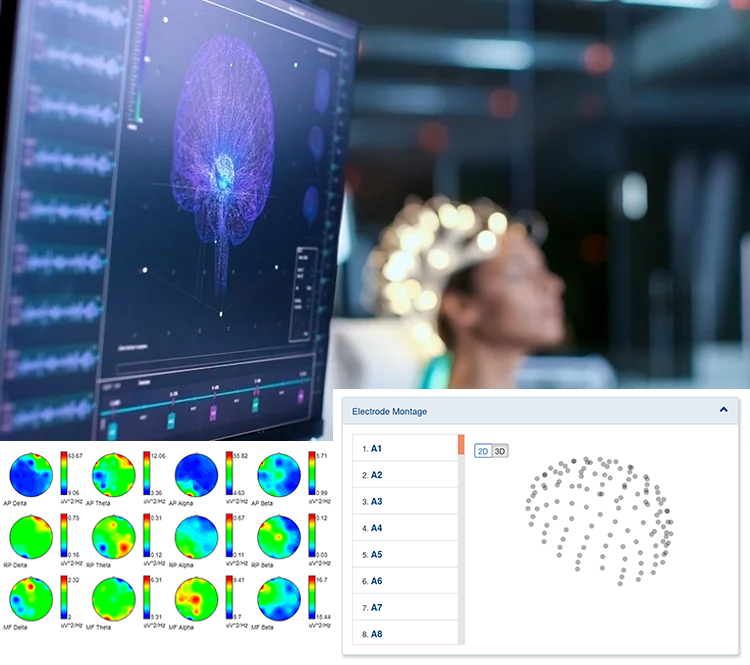 Electrode Montage
1. A1
2. A2
3. A3
4. A4
5. A5
6. A6
7. A7
8. A8
2D 3D
63.67
9.06
uV^2/Hz
AP Delta
12.06
3.36
uV^2/Hz
AP Theta
55.82
4.63
uV^2/Hz
AP Alpha
5.71
0.99
uV^2/Hz
AP Beta
0.73
0.16
uV^2/Hz
RP Delta
0.31
0.12
uV^2/Hz
RP Theta
0.67
0.11
uV^2/Hz
RP Alpha
0.12
0.03
uV^2/Hz
RP Beta
2.32
2
uV^2/Hz
MF Delta
6.31
5.31
uV^2/Hz
MF Theta
9.41
8.7
uV^2/Hz
MF Alpha
16.7
15.44
uV^2/Hz
MF Beta